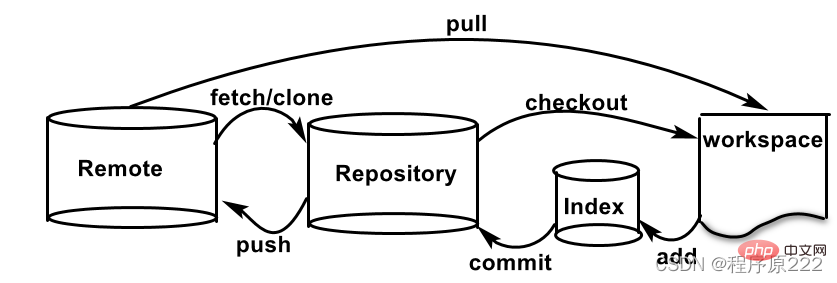 pull
fetch/clone
checkout
Remote
Repository
workspace
Index
push
commit
add
php 中文网
CSDN @程序原222